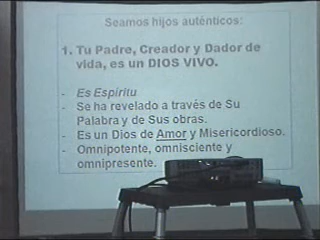 Seamos hijos auténticos:
1. Tu Padre, Creador y Dador de
vida, es un DIOS VIVO.
- Es Espíritu
- Se ha revelado a través de Su
Palabra y de Sus obras.
- Es un Dios de Amor y Misericordioso.
- Omnipotente, omnisciente y
omnipresente.